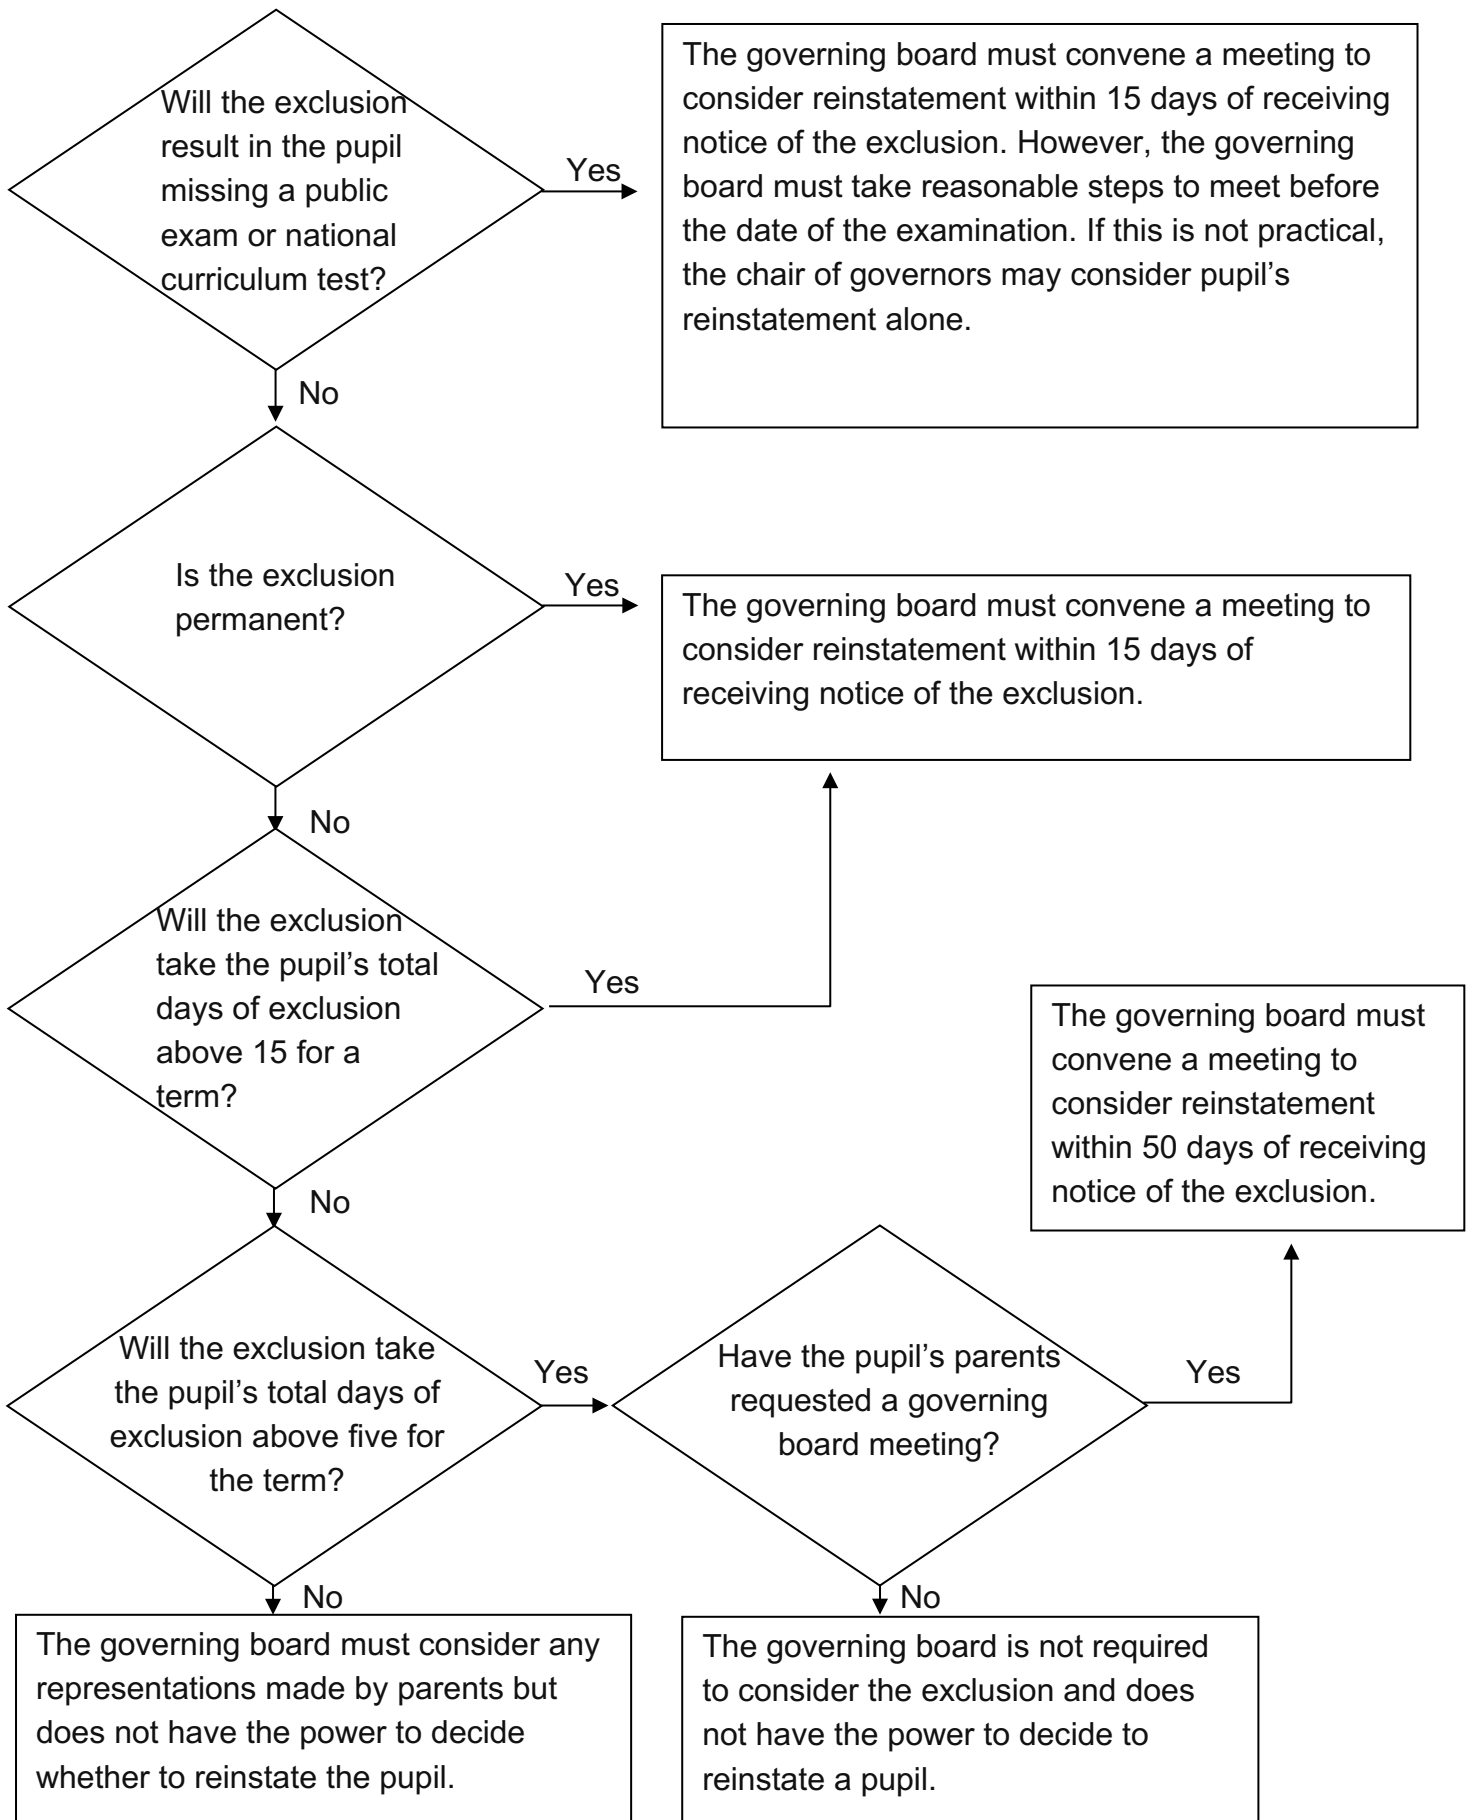 Will the exclusion
result in the pupil
missing a public
exam or national
curriculum test?
Yes
The governing board must convene a meeting to
consider reinstatement within 15 days of receiving
notice of the exclusion. However, the governing
board must take reasonable steps to meet before
the date of the examination. If this is not practical,
the chair of governors may consider pupil’s
reinstatement alone.
No
Is the exclusion
permanent?
Yes
The governing board must convene a meeting to
consider reinstatement within 15 days of
receiving notice of the exclusion.
No
Will the exclusion
take the pupil’s total
days of exclusion
above 15 for a
term?
Yes
The governing board must
convene a meeting to
consider reinstatement
within 50 days of receiving
notice of the exclusion.
No
Will the exclusion take
the pupil’s total days of
exclusion above five for
the term?
Yes
Have the pupil’s parents
requested a governing
board meeting?
Yes
No
The governing board must consider any
representations made by parents but
does not have the power to decide
whether to reinstate the pupil.
No
The governing board is not required
to consider the exclusion and does
not have the power to decide to
reinstate a pupil.